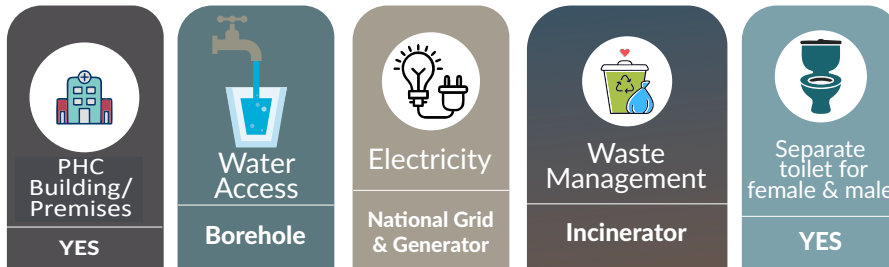 PHC
Building/
Premises
YES
Water
Access
Borehole
Electricity
National Grid
& Generator
Waste
Management
Incinerator
Separate
toilet for
female & male
YES